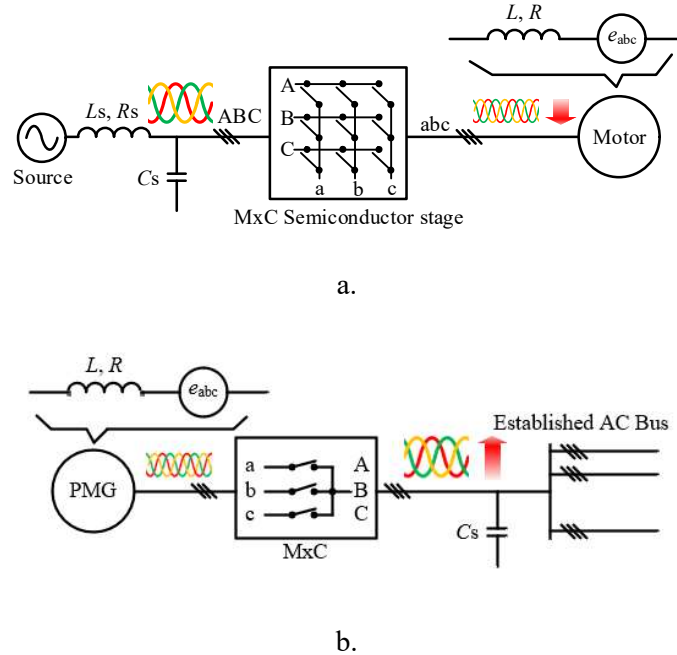 L, R
eabc
Ls, Rs
ABC
A
B
C
a b c
abc
Motor
Source
Cs
MxC Semiconductor stage
a.
L, R
eabc
Established AC Bus
PMG
a
b
c
A
B
C
Cs
MxC
b.